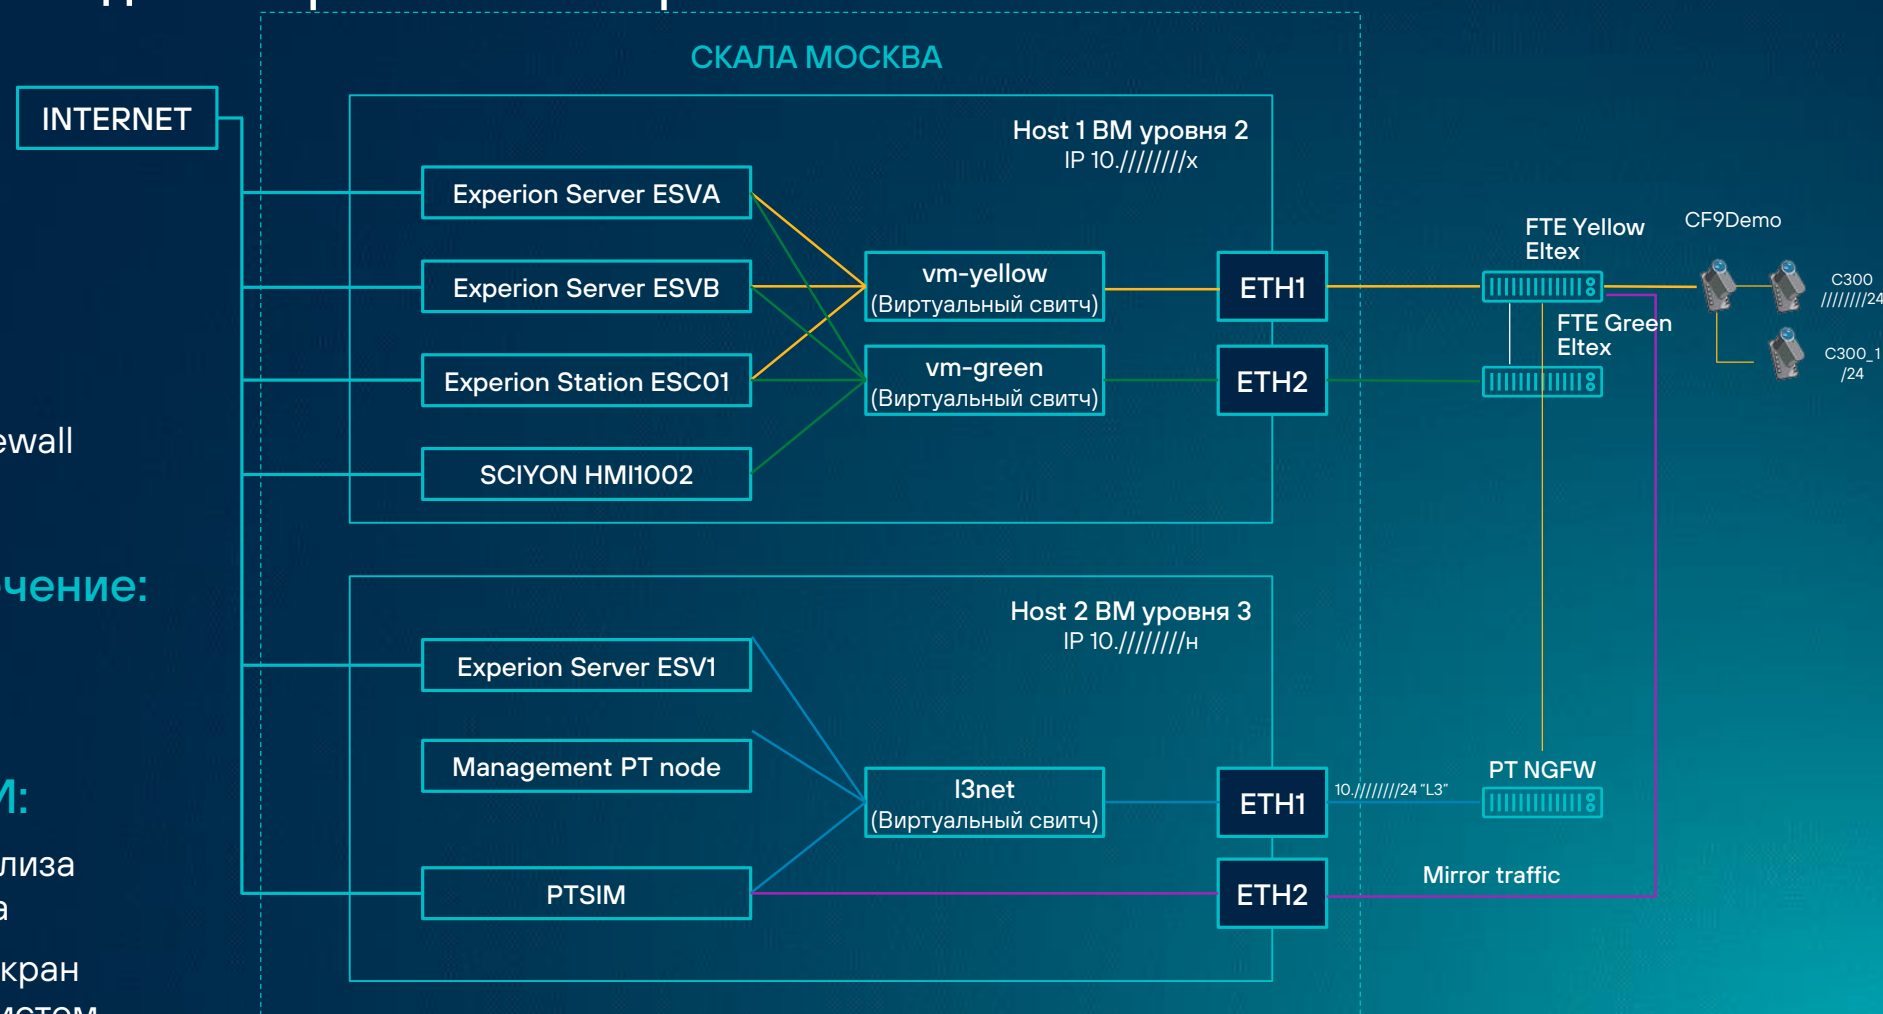 СКАЛА МОСКВА
INTERNET
Host 1 ВМ уровня 2
IP 10.////////x
Experion Server ESVA
Experion Server ESVB
Experion Station ESC01
SCIYON HMI1002
vm-yellow
(Виртуальный свитч)
vm-green
(Виртуальный свитч)
ETH1
ETH2
FTE Yellow
Eltex
FTE Green
Eltex
CF9Demo
C300
////////24
C300_1
/24
ewall
чение:
М:
лиза
а
кран
Host 2 ВМ уровня 3
IP 10.////////н
Experion Server ESV1
Management PT node
PTSIM
l3net
(Виртуальный свитч)
ETH1
ETH2
10.////////24 “L3”
PT NGFW
Mirror traffic